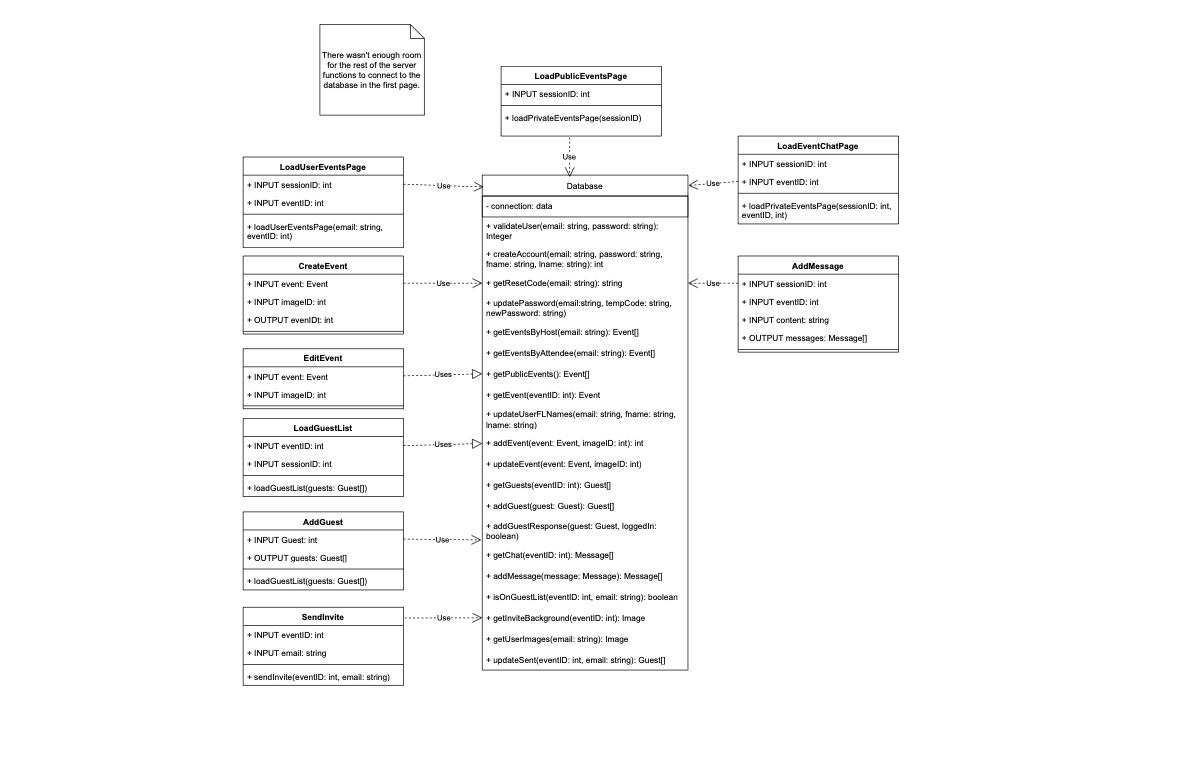 There wasn't enough room
for the rest of the server
functions to connect to the
database in the first page.
LoadPublicEventsPage
+ INPUT sessionID: int
+ loadPrivateEventsPage(sessionID)
Use
LoadEventChatPage
+ INPUT sessionID: int
+ INPUT eventID: int
+ loadPrivateEventsPage(sessionID: int,
eventID, int)
Use
LoadUserEventsPage
+ INPUT sessionID: int
+ INPUT eventID: int
+ loadUserEventsPage(email: string,
eventID: int)
Use
CreateEvent
+ INPUT event: Event
+ INPUT imageID: int
+ OUTPUT evenIDt: int
Use
EditEvent
+ INPUT event: Event
+ INPUT imageID: int
Uses
LoadGuestList
+ INPUT eventID: int
+ INPUT sessionID: int
+ loadGuestList(guests: Guest[])
Uses
AddGuest
+ INPUT Guest: int
+ OUTPUT guests: Guest[]
+ loadGuestList(guests: Guest[])
Use
SendInvite
+ INPUT eventID: int
+ INPUT email: string
+ sendInvite(eventID: int, email: string)
Use
Database
- connection: data
+ validateUser(email: string, password: string):
Integer
+ createAccount(email: string, password: string,
fname: string, lname: string): int
+ getResetCode(email: string): string
+ updatePassword(email:string, tempCode: string,
newPassword: string)
+ getEventsByHost(email: string): Event[]
+ getEventsByAttendee(email: string): Event[]
+ getPublicEvents(): Event[]
+ getEvent(eventID: int): Event
+ updateUserFLNames(email: string, fname: string,
lname: string)
+ addEvent(event: Event, imageID: int): int
+ updateEvent(event: Event, imageID: int)
+ getGuests(eventID: int): Guest[]
+ addGuest(guest: Guest): Guest[]
+ addGuestResponse(guest: Guest, loggedIn:
boolean)
+ getChat(eventID: int): Message[]
+ addMessage(message: Message): Message[]
+ isOnGuestList(eventID: int, email: string): boolean
+ getInviteBackground(eventID: int): Image
+ getUserImages(email: string): Image
+ updateSent(eventID: int, email: string): Guest[]
Use
AddMessage
+ INPUT sessionID: int
+ INPUT eventID: int
+ INPUT content: string
+ OUTPUT messages: Message[]